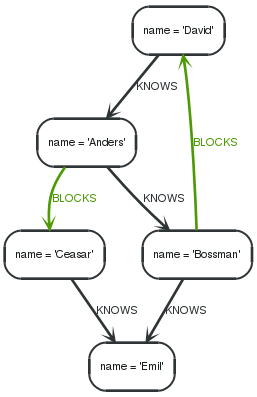 name = 'David'
KNOWS
name = 'Anders'
BLOCKS
BLOCKS
KNOWS
name = 'Ceasar'
name = 'Bossman'
KNOWS
KNOWS
name = 'Emil'